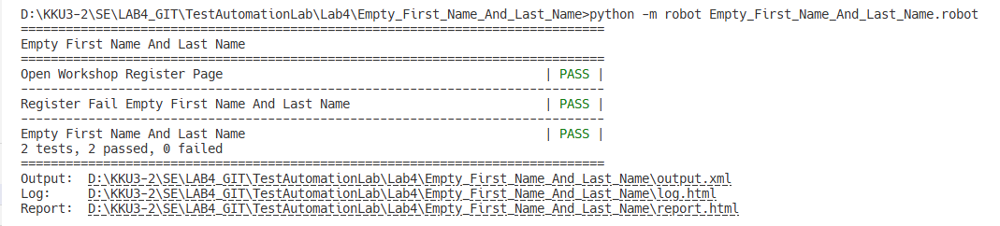 D:\KKU3-2\SE\LAB4_GIT\TestAutomationLab\Lab4\Empty_First_Name_And_Last_Name>python -m robot Empty_First_Name_And_Last_Name.robot
==============================================================================
Empty First Name And Last Name
==============================================================================
Open Workshop Register Page                                           | PASS |
------------------------------------------------------------------------------
Register Fail Empty First Name And Last Name                          | PASS |
------------------------------------------------------------------------------
Empty First Name And Last Name                                        | PASS |
2 tests, 2 passed, 0 failed
==============================================================================
Output:  D:\KKU3-2\SE\LAB4_GIT\TestAutomationLab\Lab4\Empty_First_Name_And_Last_Name\output.xml
Log:     D:\KKU3-2\SE\LAB4_GIT\TestAutomationLab\Lab4\Empty_First_Name_And_Last_Name\log.html
Report:  D:\KKU3-2\SE\LAB4_GIT\TestAutomationLab\Lab4\Empty_First_Name_And_Last_Name\report.html